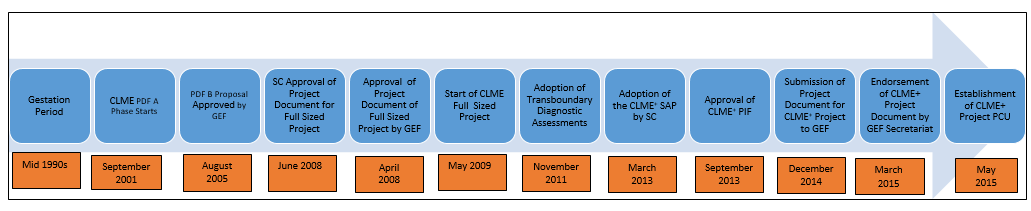 Gestation
Period
CLME PDF A
Phase Starts
PDF B Proposal
Approved by
GEF
SC Approval of
Project
Document for
Full Sized
Project
Approval of
Project
Document of
Full Sized
Project by GEF
Start of CLME
Full Sized
Project
Adoption of
Transboundary
Diagnostic
Assessments
Adoption of
the CLME⁺ SAP
by SC
Approval of
CLME⁺ PIF
Submission of
Project
Document for
CLME⁺ Project
to GEF
Endorsement
of CLME+
Project
Document by
GEF Secretariat
Establishment
of CLME+
Project PCU
Mid 1990s
September
2001
August
2005
June 2008
April
2008
May 2009
November
2011
March
2013
September
2013
December
2014
March
2015
May
2015